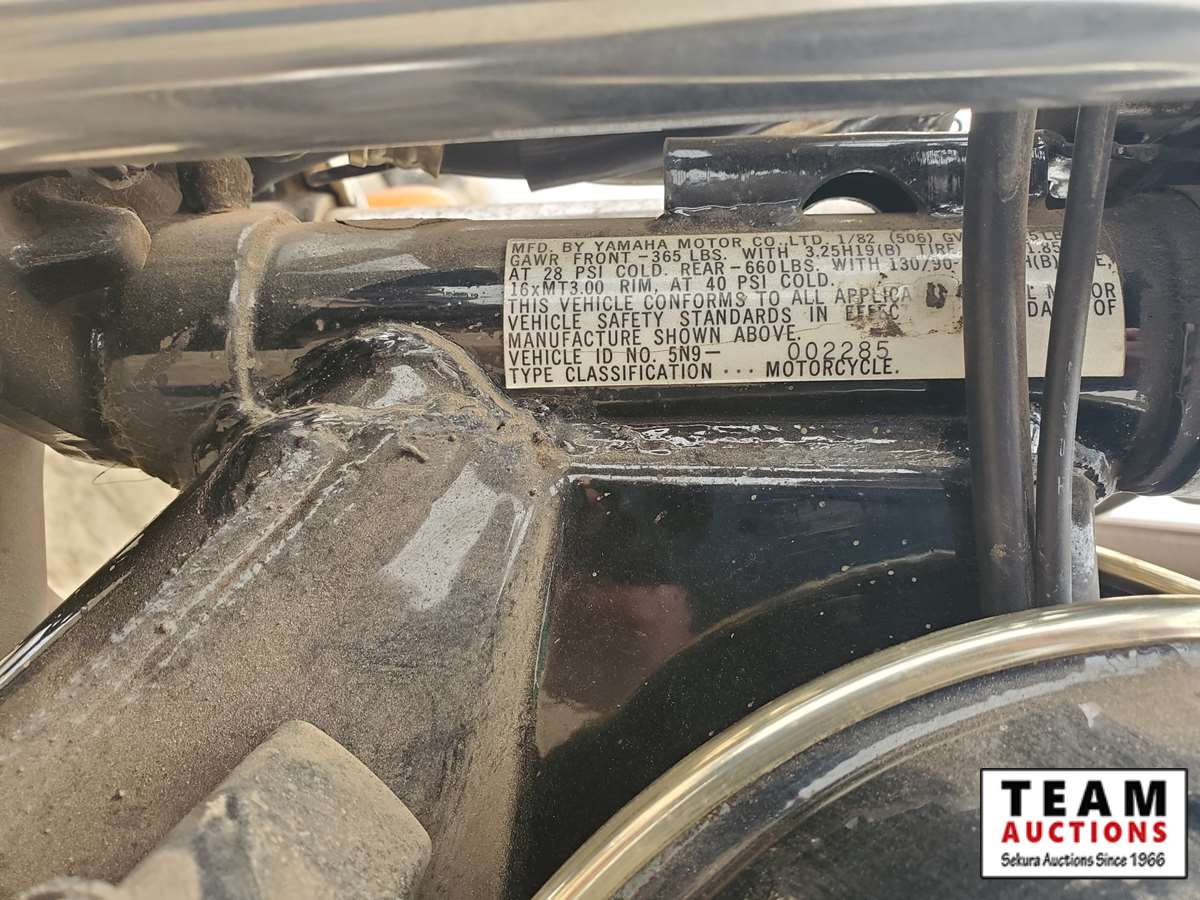 MFD. BY YAMAHA MOTOR CO., LTD. 1/82 (506) GV
GAWR FRONT -365 LBS. WITH 3.25H19(B) TIRE 1.85
AT 28 PSI COLD. REAR -660 LBS. WITH 130/90- H(B)
16xMT3.00 RIM. AT 40 PSI COLD.
THIS VEHICLE CONFORMS TO ALL
VEHICLE SAFETY STANDARDS IN OF
MANUFACTURE SHOWN ABOVE.
VEHICLE ID NO. 5N9- 002285
TYPE CLASSIFICATION ··· MOTORCYCLE.
TEAM
AUCTIONS
Sekura Auctions Since 1966